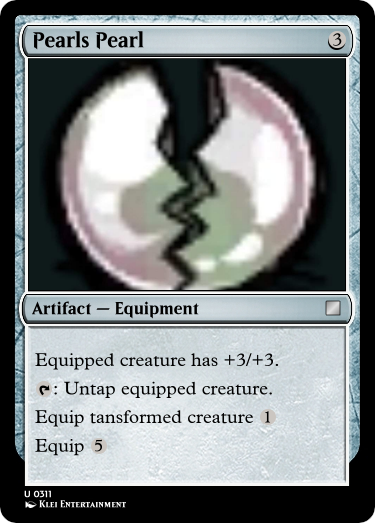 Pearls Pearl 3
Artifact — Equipment
Equipped creature has +3/+3.
: Untap equipped creature.
Equip tansformed creature 1
Equip 5
U 0311
Klei Entertainment